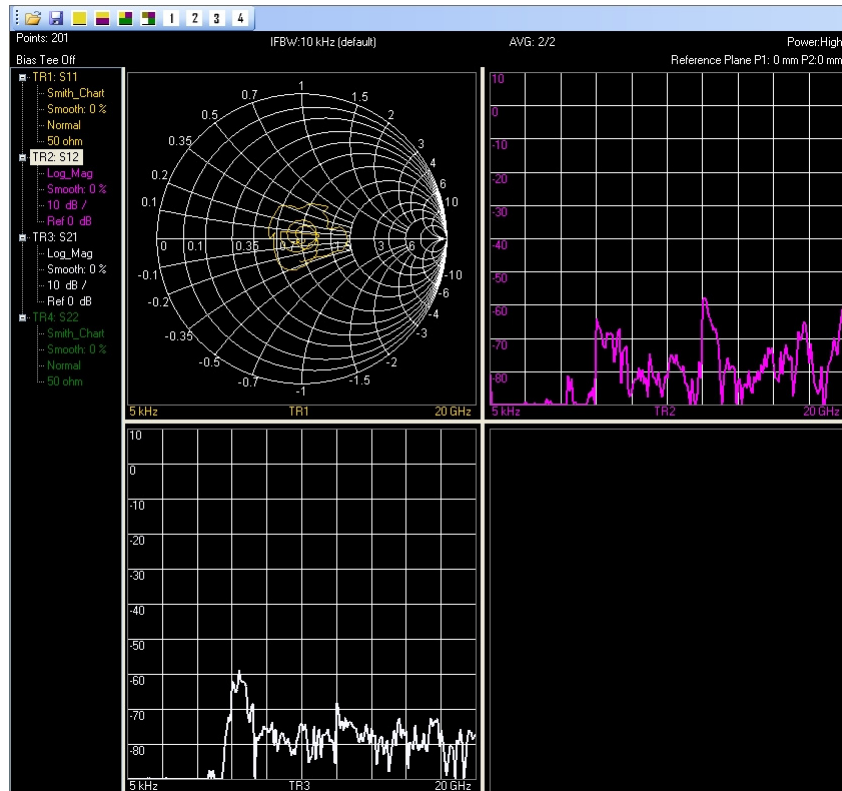 1 2 3 4
Points: 201
IFBW:10 kHz (default)
AVG: 2/2
Power:High
Bias Tee Off
Reference Plane P1: 0 mm P2:0 mm
TR1: S11
Smith_Chart
Smooth: 0 %
Normal
50 ohm
TR2: S12
Log_Mag
Smooth: 0 %
10 dB /
Ref 0 dB
TR3: S21
Log_Mag
Smooth: 0 %
10 dB /
Ref 0 dB
TR4: S22
Smith_Chart
Smooth: 0 %
Normal
50 ohm
1
0.7 1.5
0.5 2
0.35 3
4
0.2 6
0.1 10
0 0.1 0.35 0.7 1.5 3 6
-0.1 -10
-0.2 -6
-4
-0.35 -3
-0.5 -2
-0.7 -1.5
-1
5 kHz TR1 20 GHz
10
0
-10
-20
-30
-40
-50
-60
-70
-80
5 kHz TR2 20 GHz
10
0
-10
-20
-30
-40
-50
-60
-70
-80
5 kHz TR3 20 GHz